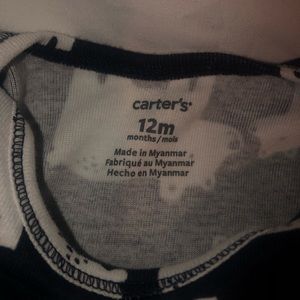 carter's
12m
months / mois
Made in Myanmar
Fabriqué au Myanmar
Hecho en Myanmar